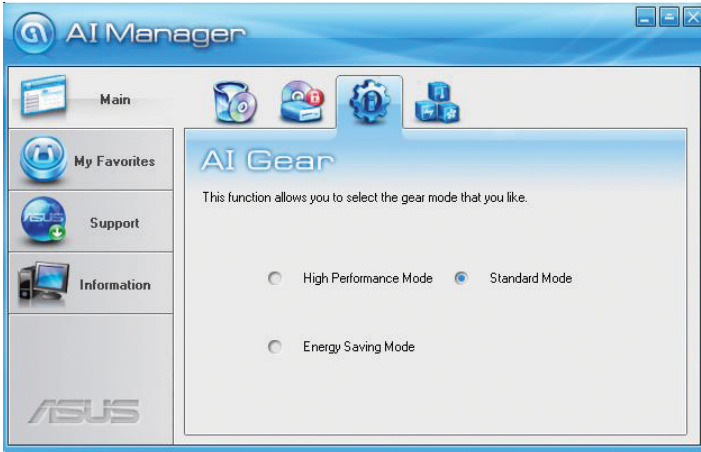 AI Manager
Main
My Favorites
ASUS
Support
Information
ASUS
AI Gear
This function allows you to select the gear mode that you like.
High Performance Mode
Standard Mode
Energy Saving Mode